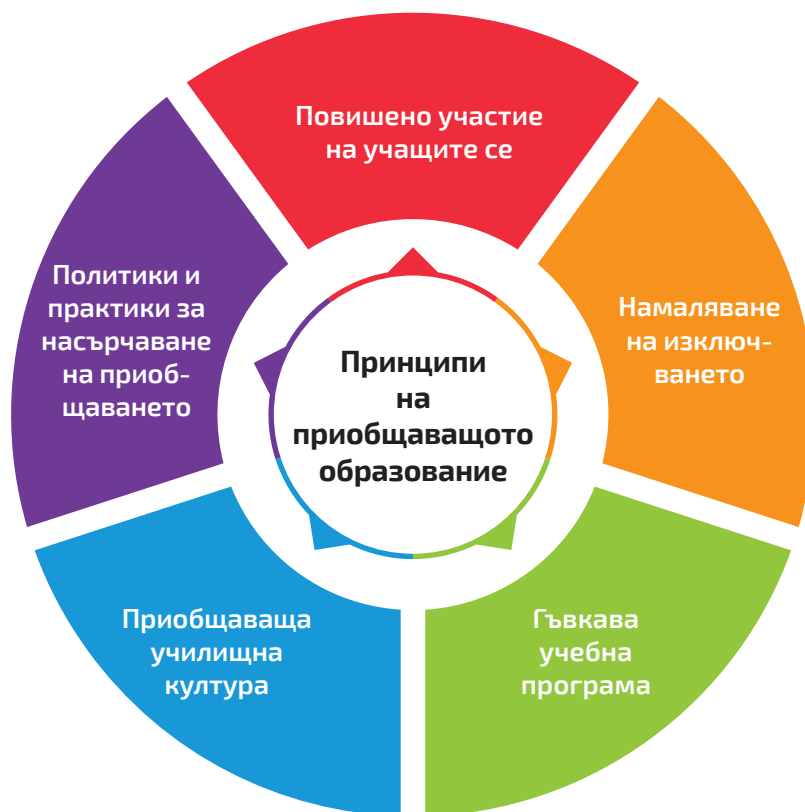 Повишено участие
на учащите се
Намаляване
на изключ-
ването
Гъвкава
учебна
програма
Приобщаваща
училищна
култура
Политики и
практики за
насърчаване
на приоб-
щаването
Принципи
на
приобщаващото
образование